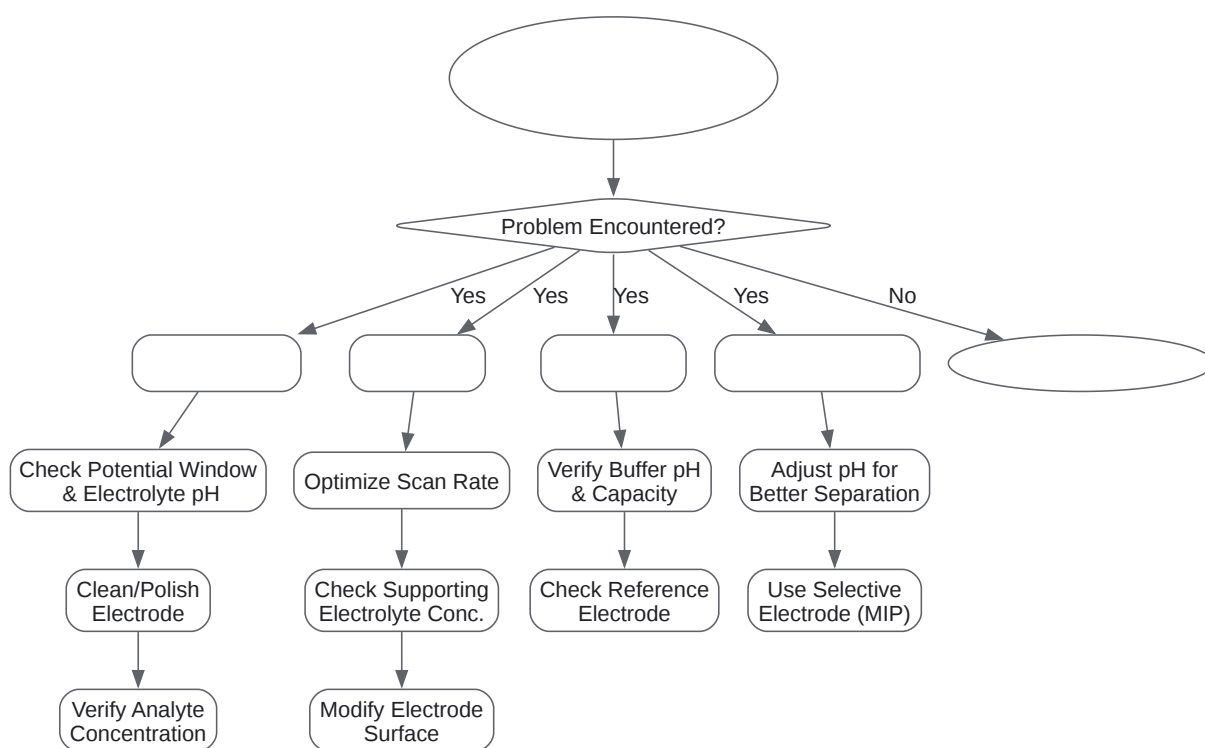 Problem Encountered?
Yes
Yes
Yes
Yes
No
Check Potential Window
& Electrolyte pH
Optimize Scan Rate
Verify Buffer pH
& Capacity
Adjust pH for
Better Separation
Clean/Polish
Electrode
Check Supporting
Electrolyte Conc.
Check Reference
Electrode
Use Selective
Electrode (MIP)
Verify Analyte
Concentration
Modify Electrode
Surface